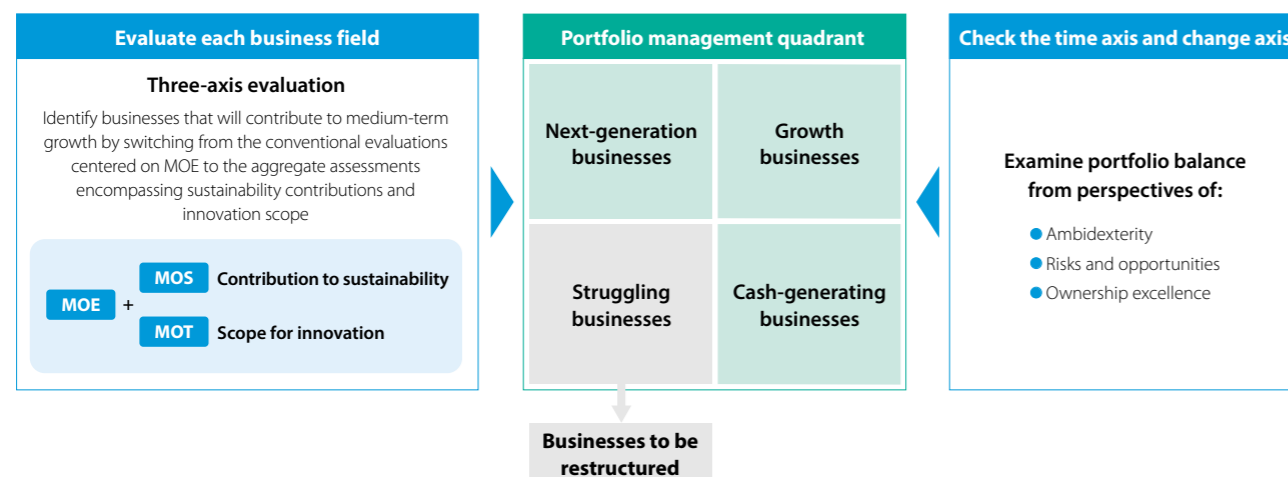 Evaluate each business field
Three-axis evaluation
Identify businesses that will contribute to medium-term
growth by switching from the conventional evaluations
centered on MOE to the aggregate assessments
encompassing sustainability contributions and
innovation scope
MOE +
MOS Contribution to sustainability
MOT Scope for innovation
Portfolio management quadrant
Next-generation
businesses
Growth
businesses
Struggling
businesses
Cash-generating
businesses
Businesses to be
restructured
Check the time axis and change axis
Examine portfolio balance
from perspectives of:
● Ambidexterity
● Risks and opportunities
● Ownership excellence